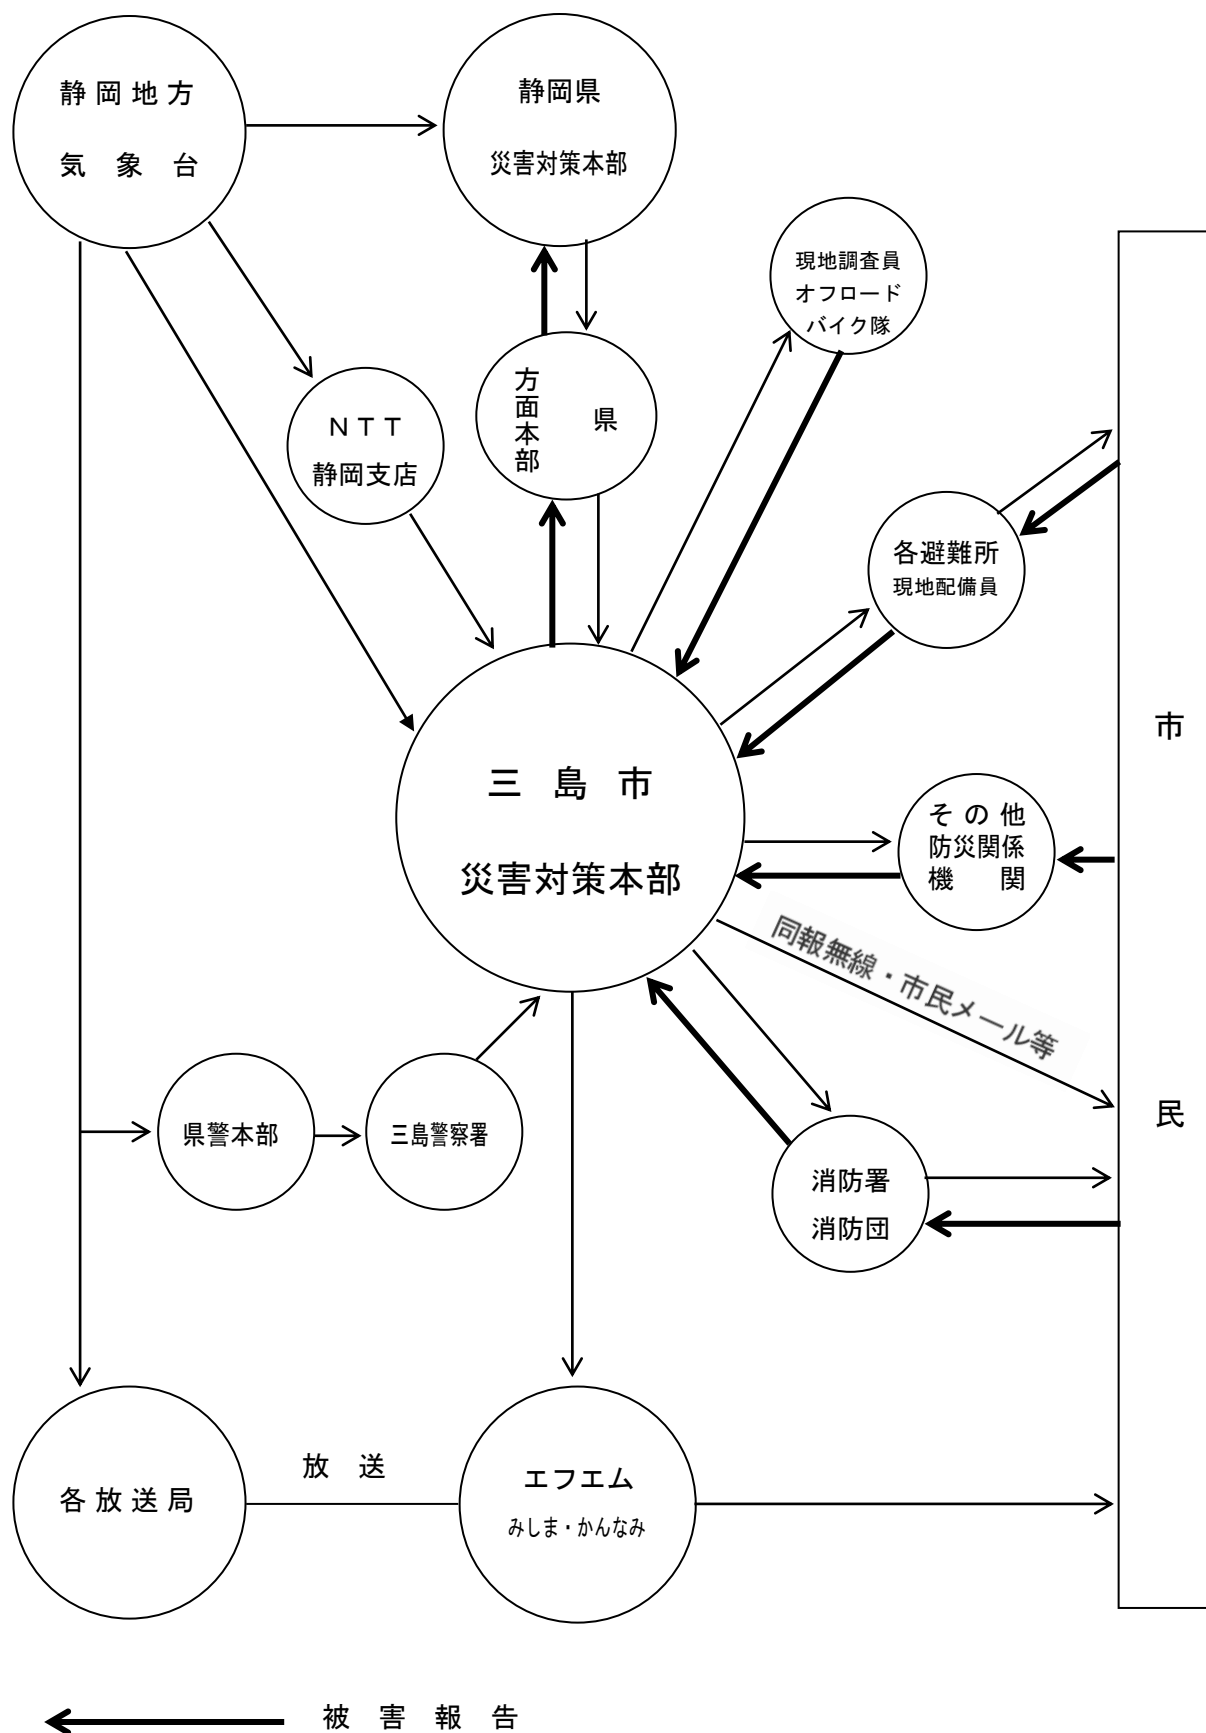 静岡地方
気象台
静岡県
災害対策本部
現地調査員
オフロード
バイク隊
NTT
静岡支店
県
方面本部
各避難所
現地配備員
市民
三島市
災害対策本部
その他
防災関係
機関
同報無線・市民メール等
県警本部
三島警察署
消防署
消防団
各放送局
放送
エフエム
みしま・かんなみ
被害報告